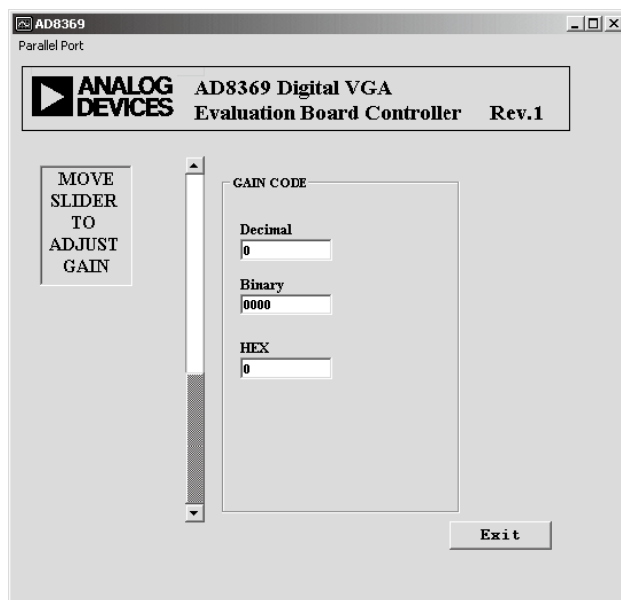 AD8369
Parallel Port
ANALOG
DEVICES
AD8369 Digital VGA
Evaluation Board Controller Rev.1
MOVE
SLIDER
TO
ADJUST
GAIN
GAIN CODE
Decimal
0
Binary
0000
HEX
0
Exit